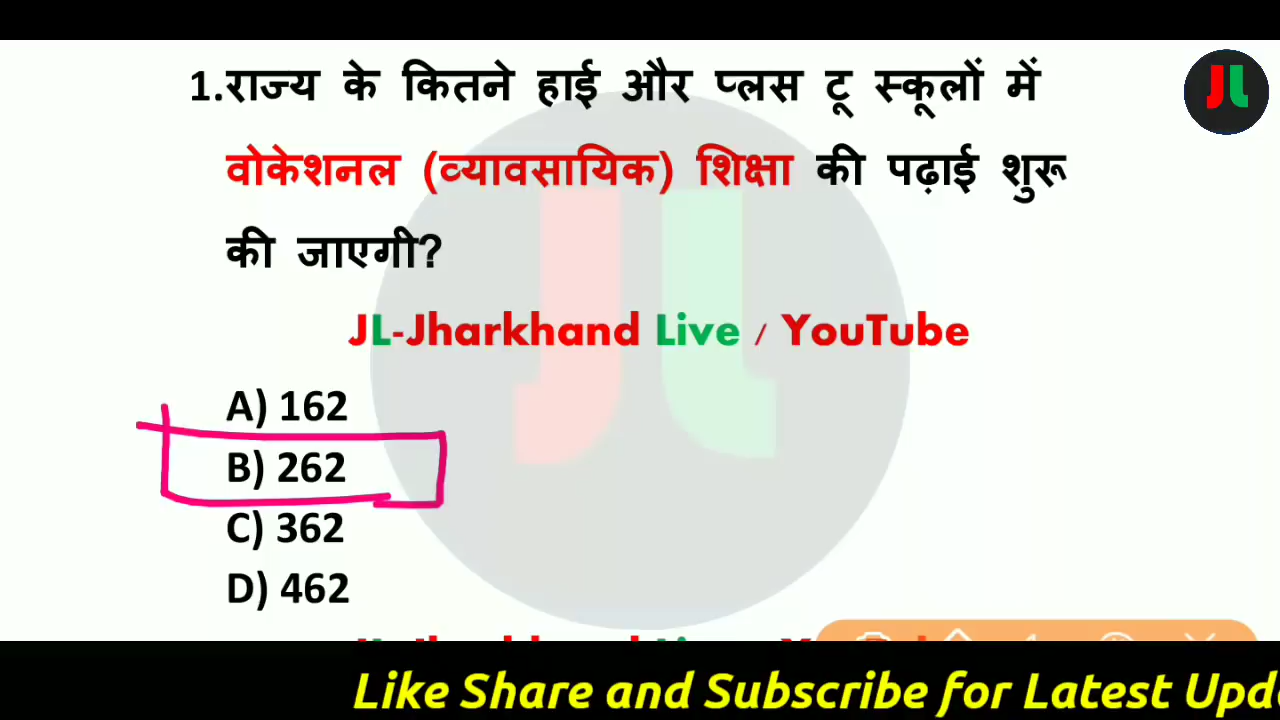 JL
1.राज्य के कितने हाई और प्लस टू स्कूलों में
वोकेशनल (व्यावसायिक) शिक्षा की पढ़ाई शुरू
की जाएगी?
JL-Jharkhand Live / YouTube
A) 162
B) 262
C) 362
D) 462
Like Share and Subscribe for Latest Upd